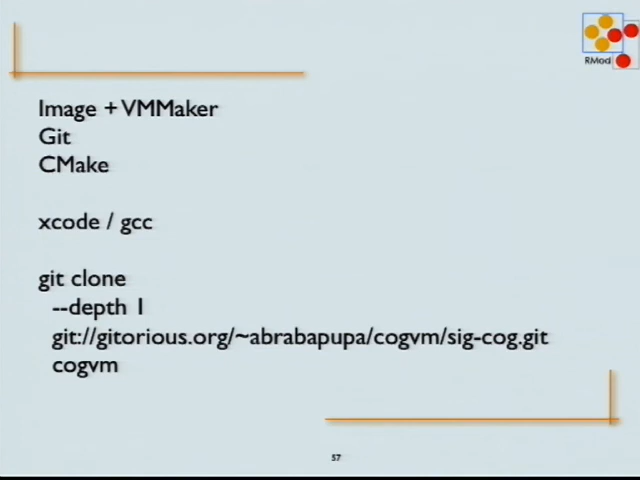 RMod
Image + VMMaker
Git
CMake
xcode / gcc
git clone
--depth 1
git://gitorious.org/~abrabapupa/cogvm/sig-cog.git
cogvm
57